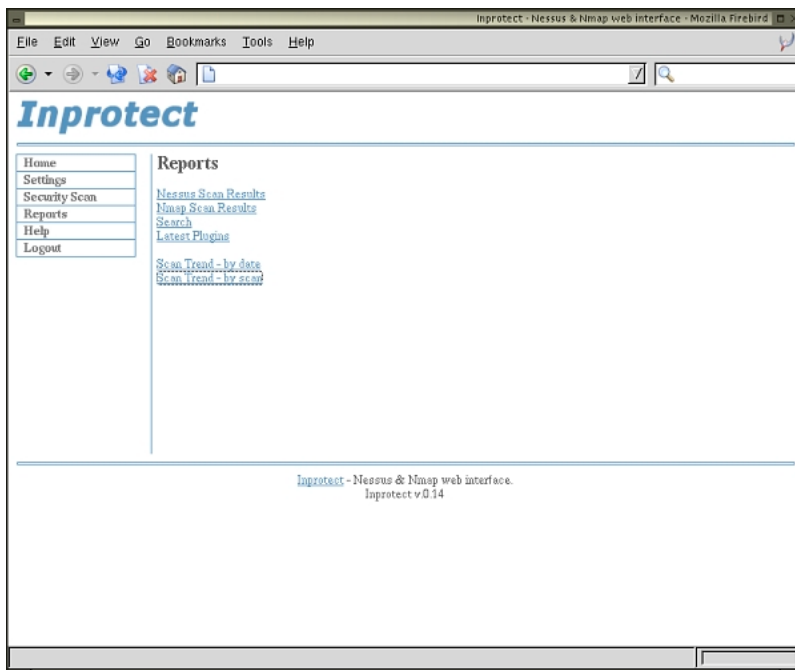 Inprotect - Nessus & Nmap web interface - Mozilla Firebird
File Edit View Go Bookmarks Tools Help
Inprotect
Home
Settings
Security Scan
Reports
Help
Logout
Reports
Nessus Scan Results
Nmap Scan Results
Search
Latest Plugins
Scan Trend - by date
Scan Trend - by scan
Inprotect - Nessus & Nmap web interface.
Inprotect v.0.14